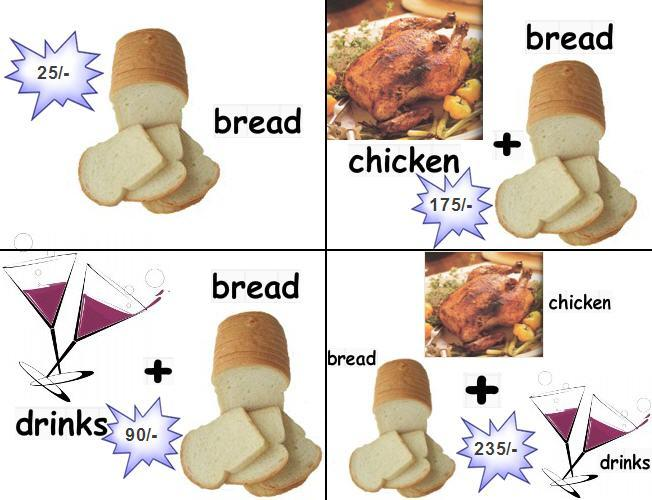 25/-
bread
bread
chicken
+
175/-
bread
+
drinks
90/-
chicken
bread
+
235/-
drinks